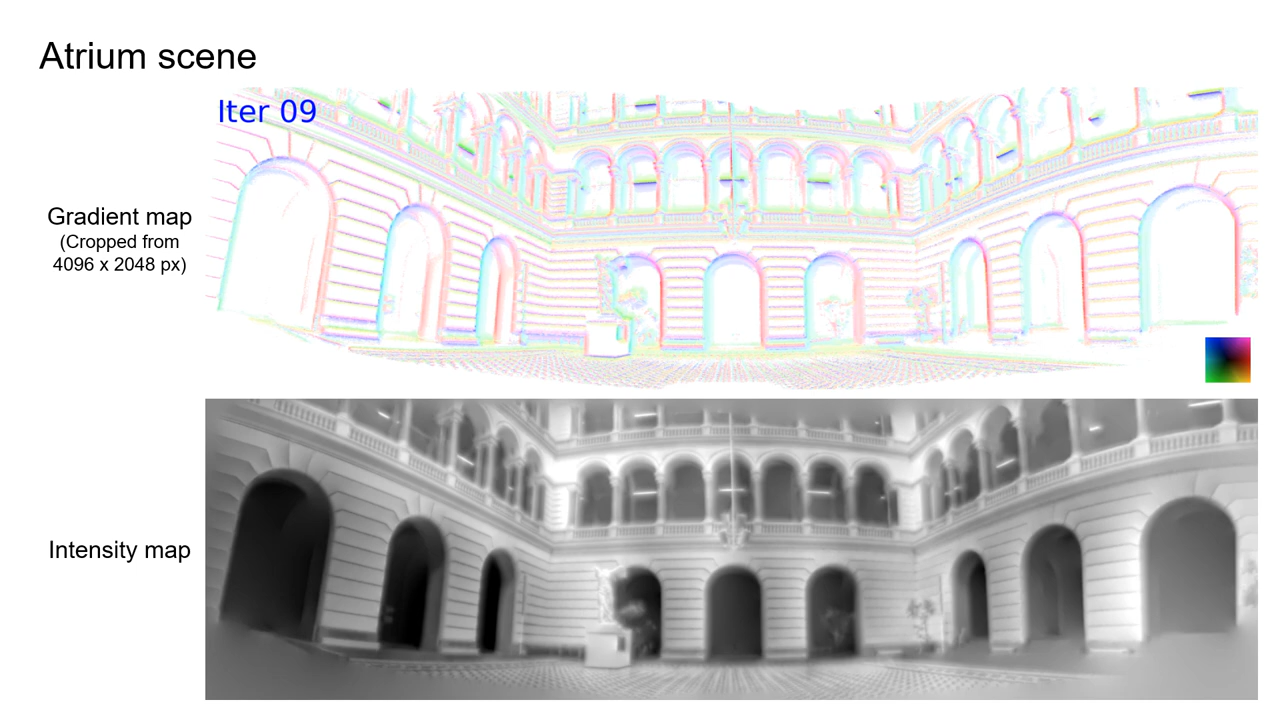 Atrium scene
Iter 09
Gradient map
(Cropped from
4096 x 2048 px)
Intensity map